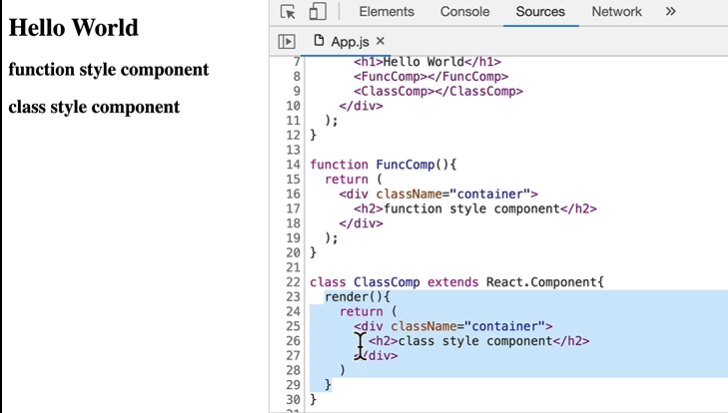 Hello World
function style component
class style component
Elements Console Sources Network »
App.js ×
7 <h1>Hello World</h1>
8 <FuncComp></FuncComp>
9 <ClassComp></ClassComp>
10 </div>
11 );
12 }
13
14 function FuncComp(){
15 return (
16 <div className="container">
17 <h2>function style component</h2>
18 </div>
19 );
20 }
21
22 class ClassComp extends React.Component{
23 render(){
24 return (
25 <div className="container">
26 <h2>class style component</h2>
27 </div>
28 )
29 }
30 }